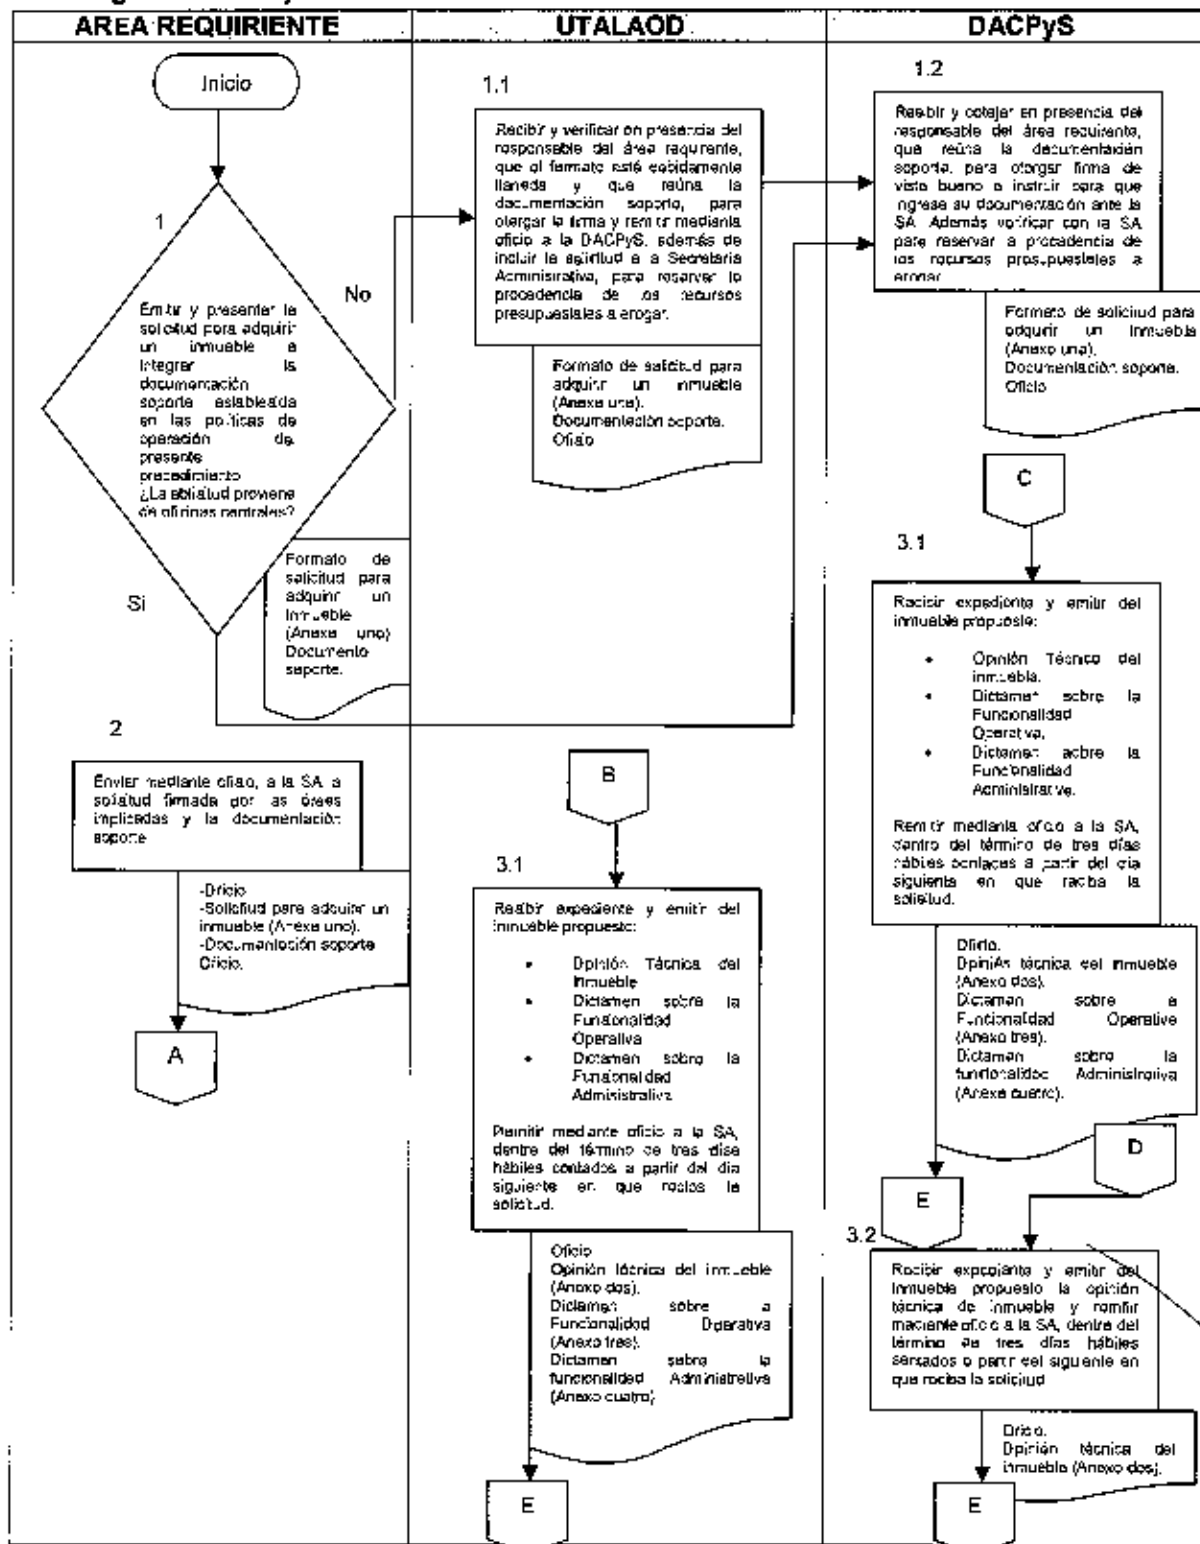 AREA REQUIRIENTE
UTALAOD
DACPyS
Inicio
1
Emitir y presentar la
solicitud para adquirir
un inmueble e
integrar la
documentación
soporte establecida
en las políticas de
operación de
presente
procedimiento
¿La solicitud proviene
de oficinas centrales?
No
Si
Formato de
solicitud para
adquirir un
inmueble
(Anexo uno)
Documento
soporte.
2
Enviar mediante oficio, a la SA la
solicitud firmada por las áreas
implicadas y la documentación
soporte
-Oficio
-Solicitud para adquirir un
inmueble (Anexo uno).
-Documentación soporte
Oficio.
A
1.1
Recibir y verificar en presencia del
responsable del área requirente,
que el formato esté debidamente
llenado y que reúna la
documentación soporte, para
otorgar la firma y remitir mediante
oficio a la DACPyS, además de
incluir la solicitud a la Secretaría
Administrativa, para reservar la
procedencia de los recursos
presupuestales a erogar.
Formato de solicitud para
adquirir un inmueble
(Anexo uno).
Documentación soporte.
Oficio
B
3.1
Recibir expediente y emitir del
inmueble propuesto:
• Opinión Técnica del
inmueble
• Dictamen sobre la
Funcionalidad
Operativa
• Dictamen sobre la
Funcionalidad
Administrativa
Remitir mediante oficio a la SA,
dentro del término de tres días
hábiles contados a partir del día
siguiente en que reciba la
solicitud.
Oficio
Opinión técnica del inmueble
(Anexo dos).
Dictamen sobre a
Funcionalidad Operativa
(Anexo tres).
Dictamen sobre la
funcionalidad Administrativa
(Anexo cuatro)
E
1.2
Recibir y cotejar en presencia del
responsable del área requirente,
que reúna la documentación
soporte, para otorgar firma de
visto bueno e instruir para que
ingrese su documentación ante la
SA. Además verificar con la SA
para reservar a procedencia de
los recursos presupuestales a
erogar
Formato de solicitud para
adquirir un inmueble
(Anexo uno).
Documentación soporte.
Oficio
C
3.1
Recibir expediente y emitir del
inmueble propuesto:
• Opinión Técnica del
inmueble.
• Dictamen sobre la
Funcionalidad
Operativa.
• Dictamen sobre la
Funcionalidad
Administrativa.
Remitir mediante oficio a la SA,
dentro del término de tres días
hábiles contados a partir del día
siguiente en que reciba la
solicitud.
Oficio.
Opinión técnica del inmueble
(Anexo dos).
Dictamen sobre a
Funcionalidad Operativa
(Anexo tres).
Dictamen sobre la
funcionalidad Administrativa
(Anexo cuatro).
D
E
3.2
Recibir expediente y emitir del
inmueble propuesto la opinión
técnica de inmueble y remitir
mediante oficio a la SA, dentro del
término de tres días hábiles
contados a partir del siguiente en
que reciba la solicitud
Oficio.
Opinión técnica del
inmueble (Anexo dos).
E